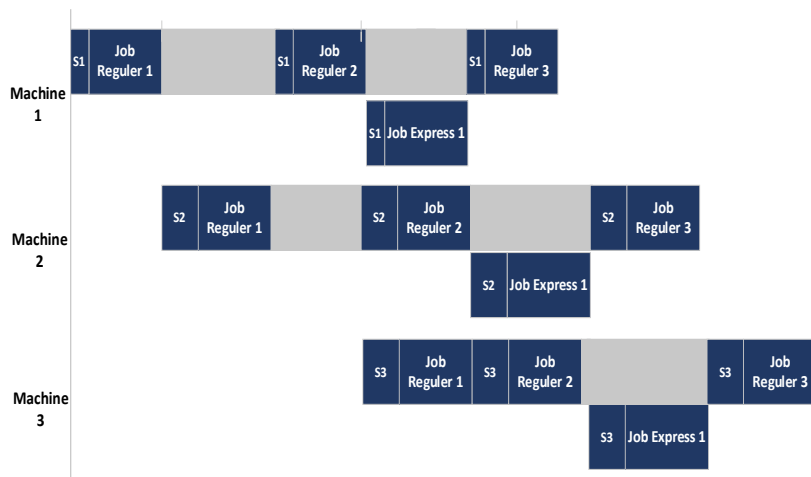 S1
Job
Reguler 1
S1
Job
Reguler 2
S1
Job
Reguler 3
Machine
1
S1
Job Express 1
S2
Job
Reguler 1
S2
Job
Reguler 2
S2
Job
Reguler 3
Machine
2
S2
Job Express 1
S3
Job
Reguler 1
S3
Job
Reguler 2
S3
Job
Reguler 3
Machine
3
S3
Job Express 1